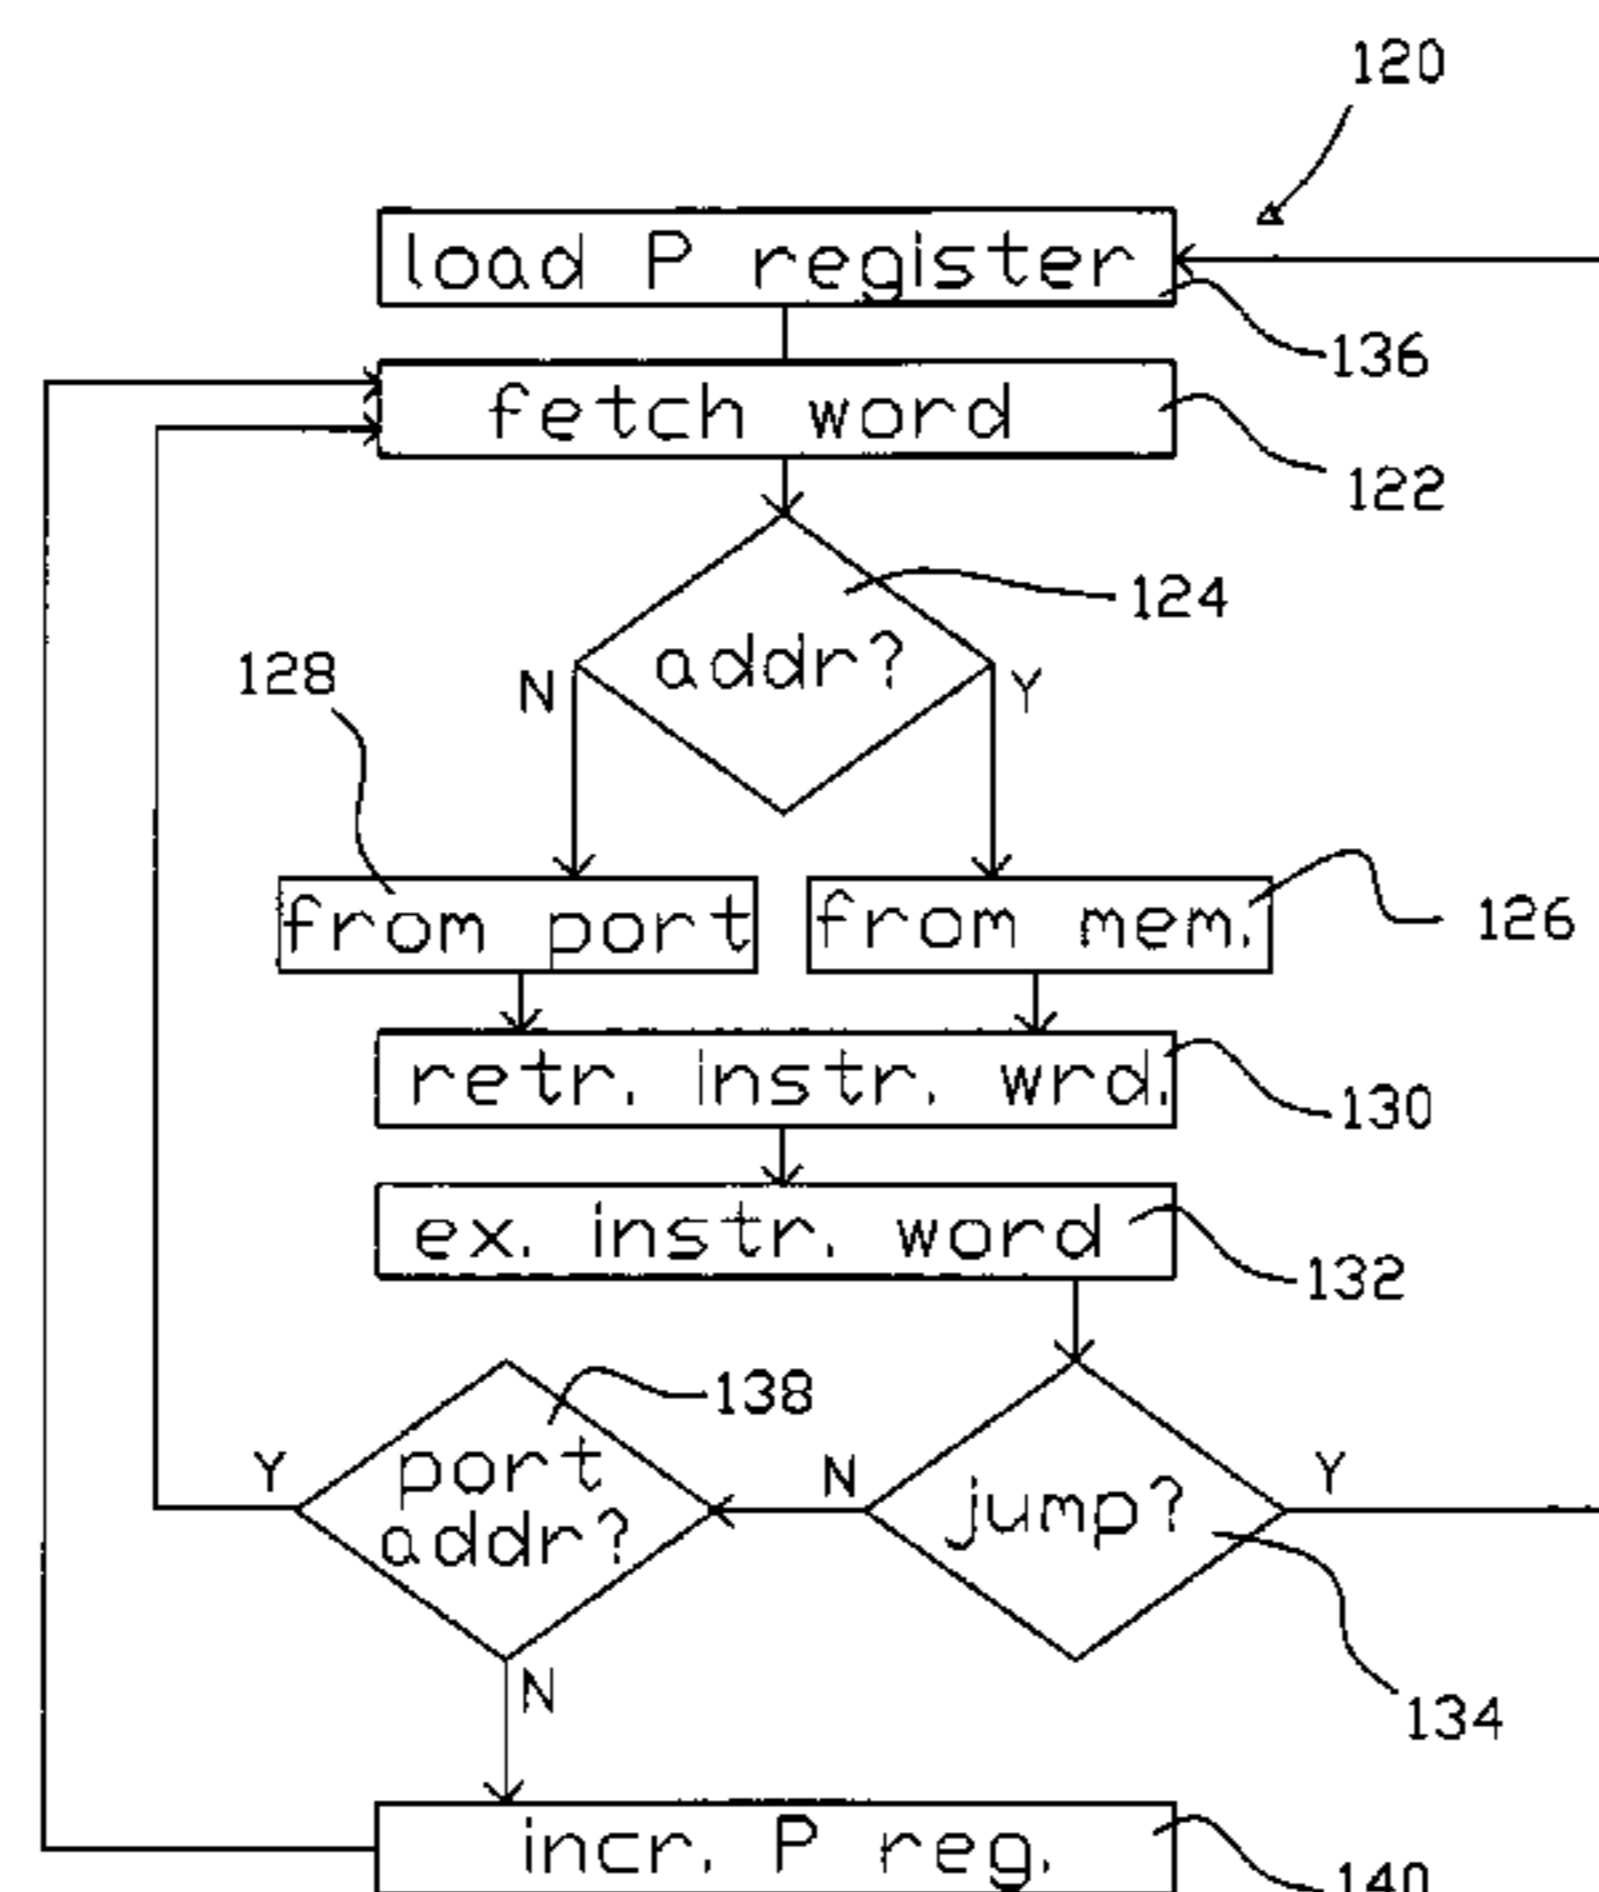 120
load P register
136
fetch word
122
124
addr?
N
Y
128
from port
from mem.
126
retr. instr. wrd.
130
ex. instr. word
132
138
port
addr?
Y
N
jump?
Y
N
134
incr. P reg.
140